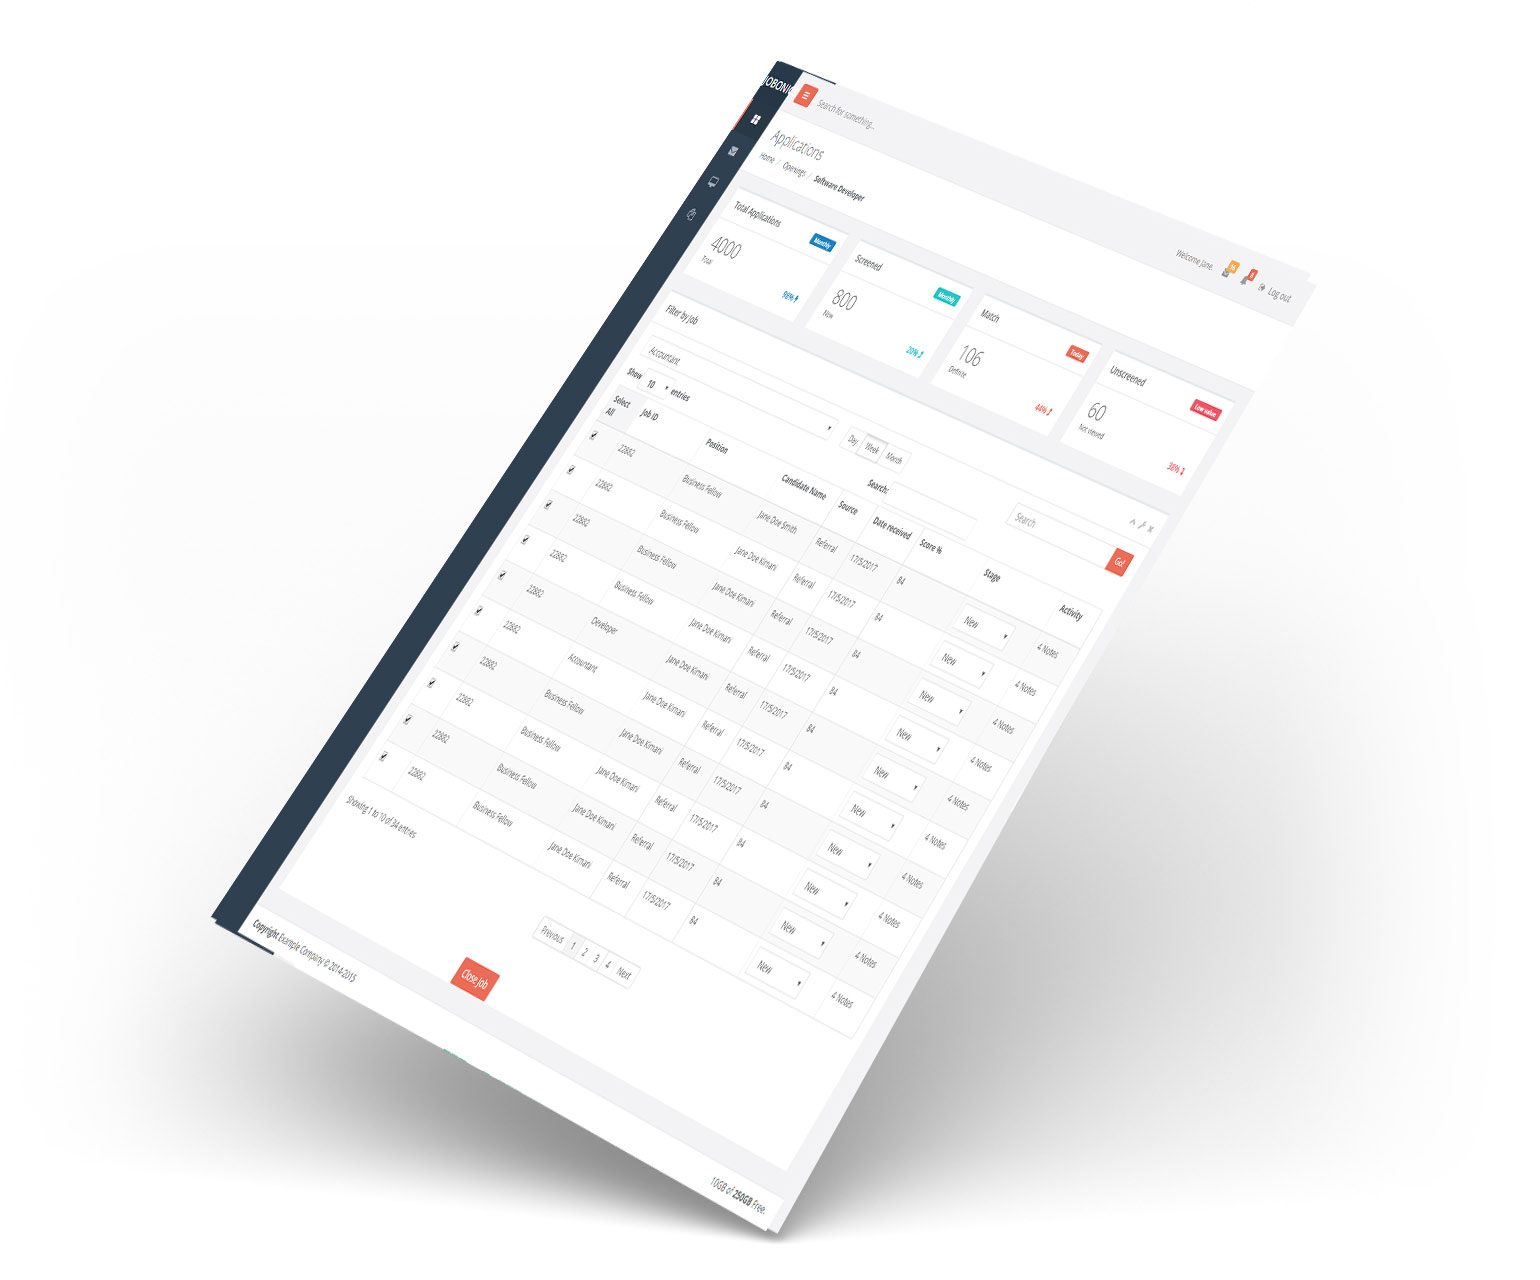 JOBONIC
Search for something...
Welcome Jane.
16
8
Log out
Applications
Home / Openings / Software Developer
Total Applications
Monthly
4000
Total
98%
Screened
Monthly
800
New
20%
Match
Today
106
Definite
44%
Unscreened
Low value
60
Not viewed
38%
Filter by job
Accountant
Day Week Month
Search
Go!
Show 10 entries
Search:
Select All Job ID Position Candidate Name Source Date received Score % Stage Activity
22882 Business Fellow Jane Doe Smith Referral 17/5/2017 84 New 4 Notes
22882 Business Fellow Jane Doe Kimani Referral 17/5/2017 84 New 4 Notes
22882 Business Fellow Jane Doe Kimani Referral 17/5/2017 84 New 4 Notes
22882 Business Fellow Jane Doe Kimani Referral 17/5/2017 84 New 4 Notes
22882 Developer Jane Doe Kimani Referral 17/5/2017 84 New 4 Notes
22882 Accountant Jane Doe Kimani Referral 17/5/2017 84 New 4 Notes
22882 Business Fellow Jane Doe Kimani Referral 17/5/2017 84 New 4 Notes
22882 Business Fellow Jane Doe Kimani Referral 17/5/2017 84 New 4 Notes
22882 Business Fellow Jane Doe Kimani Referral 17/5/2017 84 New 4 Notes
22882 Business Fellow Jane Doe Kimani Referral 17/5/2017 84 New 4 Notes
Showing 1 to 10 of 34 entries
Previous 1 2 3 4 Next
Close Job
Copyright Example Company © 2014-2015
10GB of 250GB Free.